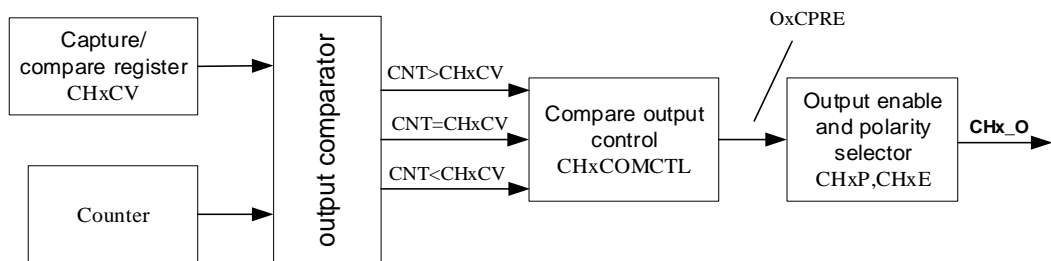 Capture/
compare register
CHxCV
Counter
output comparator
CNT>CHxCV
CNT=CHxCV
CNT<CHxCV
Compare output
control
CHxCOMCTL
OxCPRE
Output enable
and polarity
selector
CHxP,CHxE
CHx_O